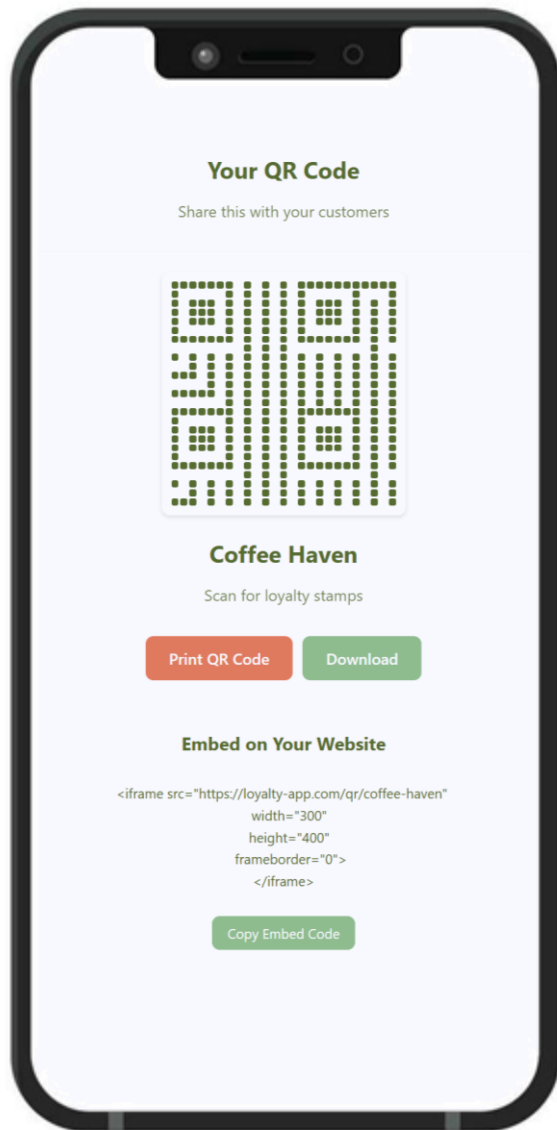 Your QR Code
Share this with your customers
Coffee Haven
Scan for loyalty stamps
Print QR Code
Download
Embed on Your Website
<iframe src="https://loyalty-app.com/qr/coffee-haven"
width="300"
height="400"
frameborder="0">
</iframe>
Copy Embed Code